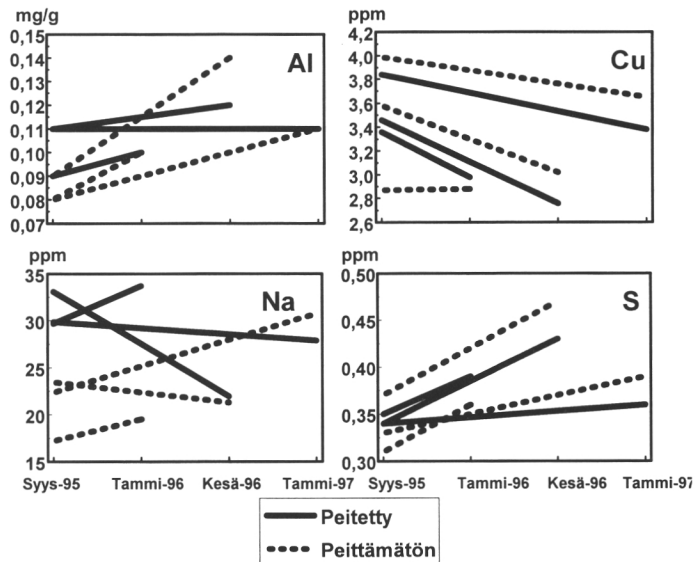 mg/g
0,15
0,14
0,13
0,12
0,11
0,10
0,09
0,08
0,07
Al
ppm
4,2
4,0
3,8
3,6
3,4
3,2
3,0
2,8
2,6
Cu
ppm
35
30
25
20
15
Na
Syys-95 Tammi-96 Kesä-96 Tammi-97
ppm
0,50
0,45
0,40
0,35
0,30
S
Syys-95 Tammi-96 Kesä-96 Tammi-97
Peitetty
Peittämätön